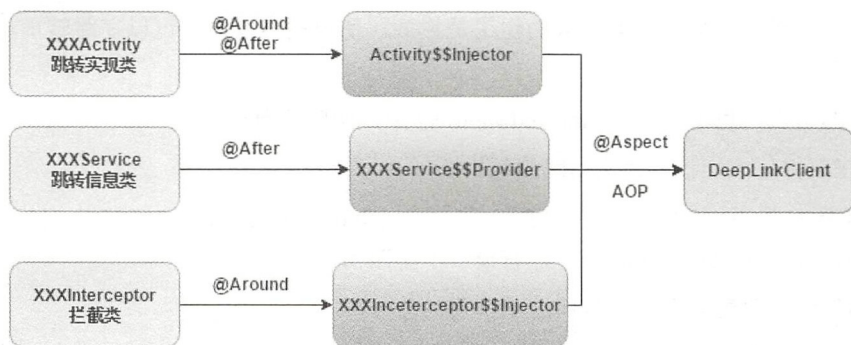 XXXActivity
跳转实现类
@Around
@After
Activity$$Injector
XXXService
跳转信息类
@After
XXXService$$Provider
@Aspect
AOP
DeepLinkClient
XXXInterceptor
拦截类
@Around
XXXInceterceptor$$Injector